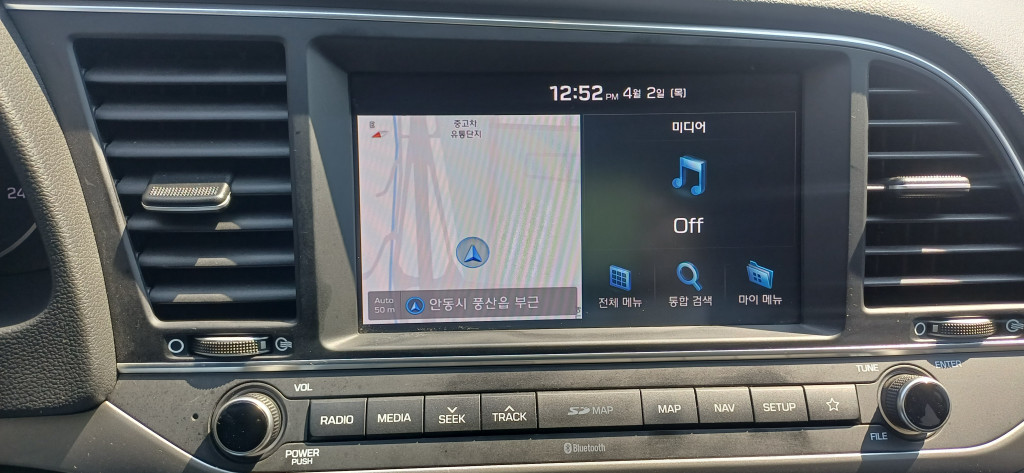 12:52 PM 4월 2일 (목)
중고차
유통단지
미디어
Off
Auto
50 m
안동시 풍산읍 부근
전체 메뉴
통합 검색
마이 메뉴
24
VOL
TUNE
ENTER
RADIO
MEDIA
SEEK
TRACK
SD MAP
MAP
NAV
SETUP
POWER
PUSH
Bluetooth
FILE